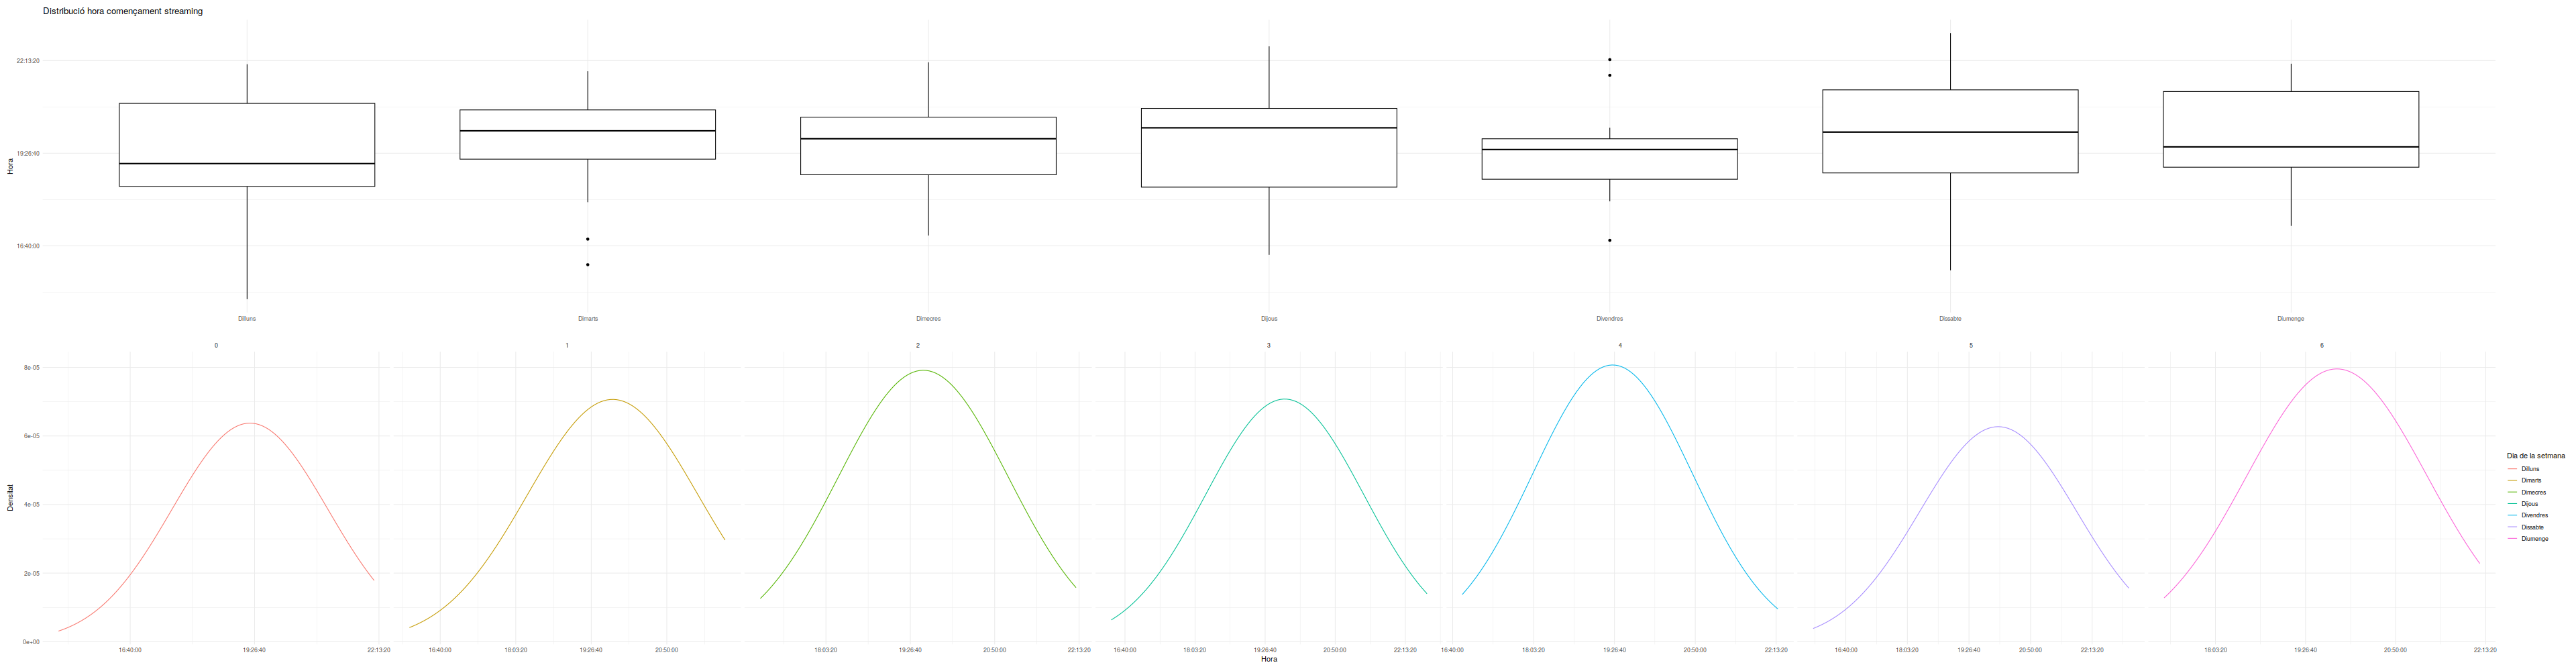 Distribució hora començament streaming
Hora
22:13:20
19:26:40
16:40:00
Dilluns Dimarts Dimecres Dijous Divendres Dissabte Diumenge
0 1 2 3 4 5 6
Densitat
8e-05
6e-05
4e-05
2e-05
0e+00
16:40:00 19:26:40 22:13:20 16:40:00 18:03:20 19:26:40 20:50:00 18:03:20 19:26:40 20:50:00 22:13:20 16:40:00 18:03:20 19:26:40 20:50:00 22:13:20 16:40:00 18:03:20 19:26:40 20:50:00 22:13:20 16:40:00 18:03:20 19:26:40 20:50:00 22:13:20 18:03:20 19:26:40 20:50:00 22:13:20
Hora
Dia de la setmana
Dilluns
Dimarts
Dimecres
Dijous
Divendres
Dissabte
Diumenge